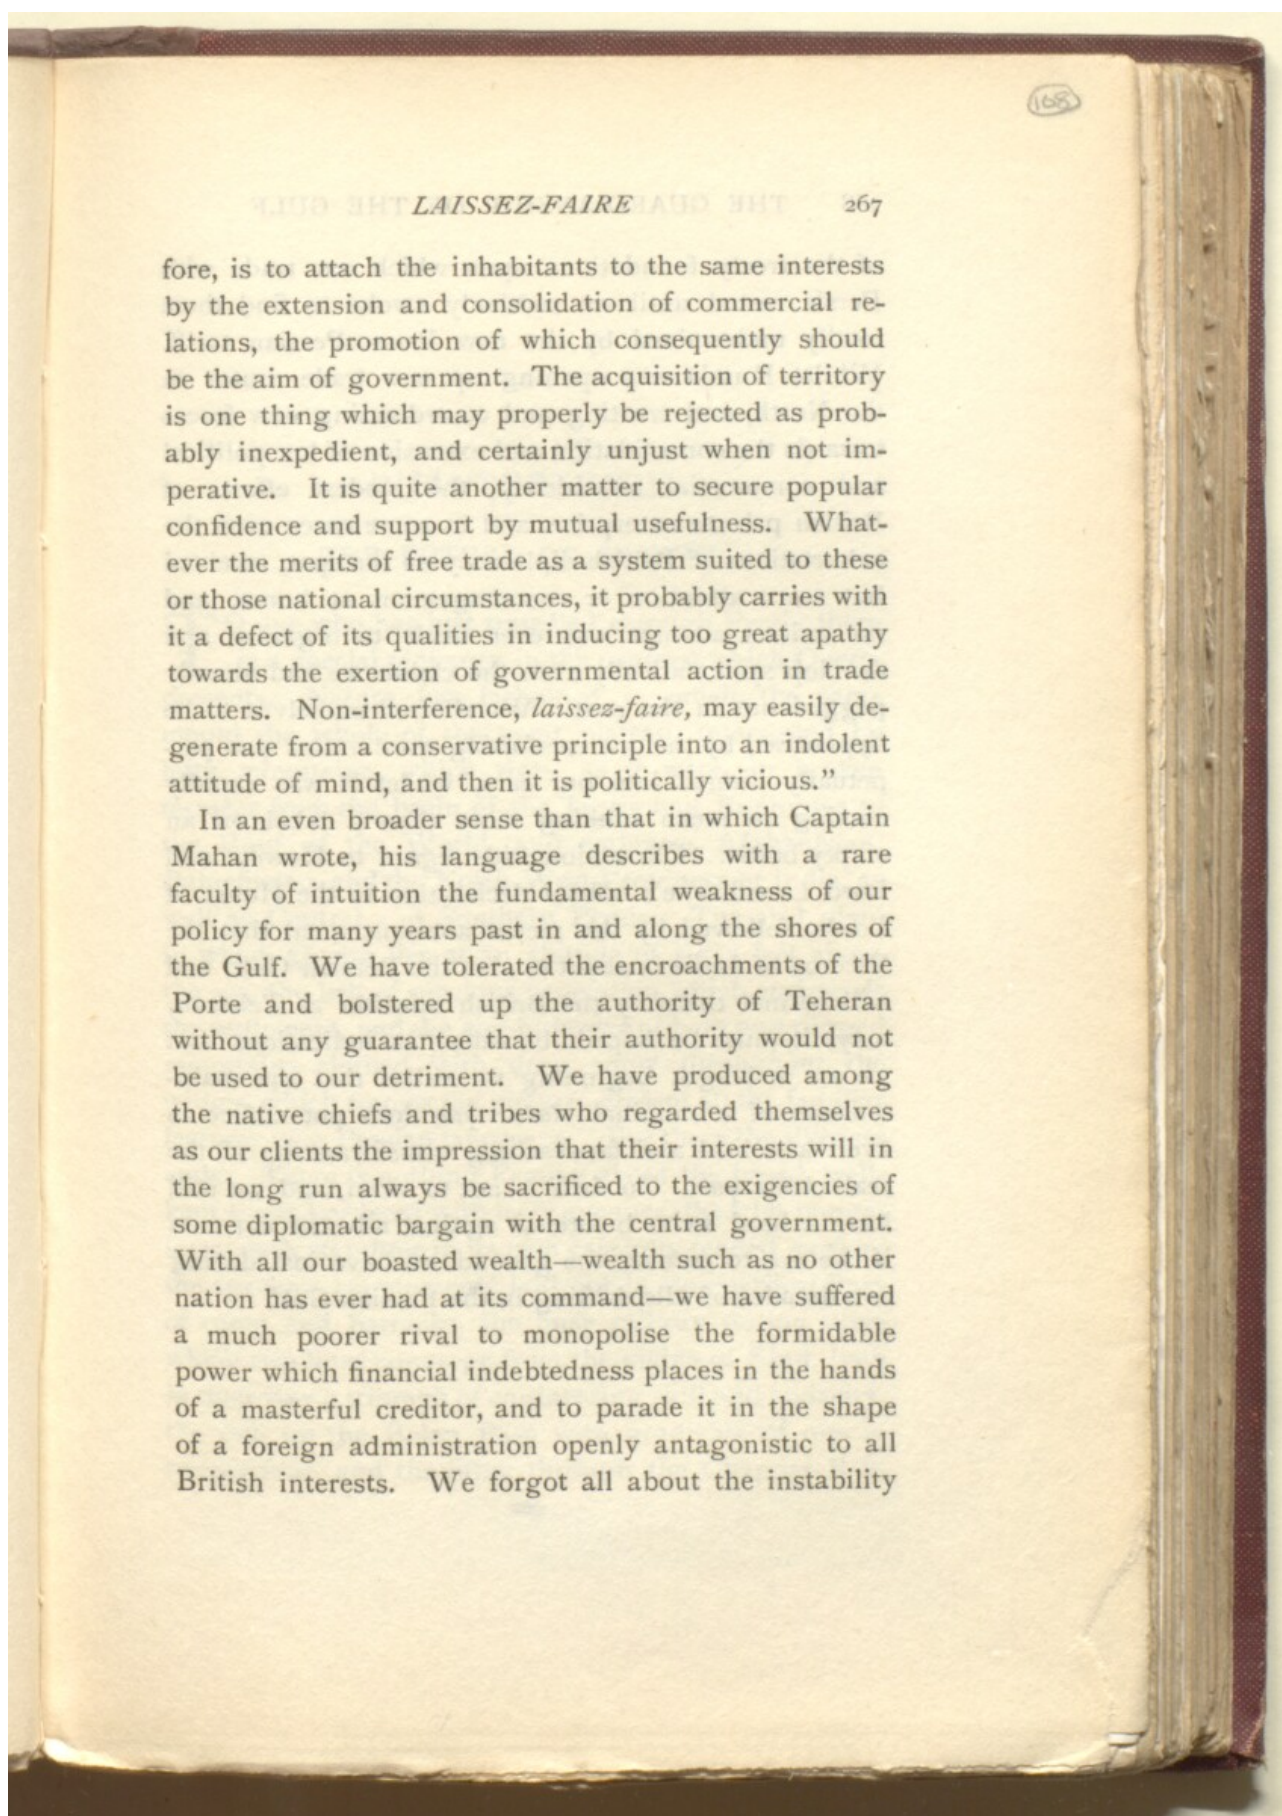 168
LAISSEZ-FAIRE 267
fore, is to attach the inhabitants to the same interests
by the extension and consolidation of commercial re-
lations, the promotion of which consequently should
be the aim of government. The acquisition of territory
is one thing which may properly be rejected as prob-
ably inexpedient, and certainly unjust when not im-
perative. It is quite another matter to secure popular
confidence and support by mutual usefulness. What-
ever the merits of free trade as a system suited to these
or those national circumstances, it probably carries with
it a defect of its qualities in inducing too great apathy
towards the exertion of governmental action in trade
matters. Non-interference, laissez-faire, may easily de-
generate from a conservative principle into an indolent
attitude of mind, and then it is politically vicious.”
In an even broader sense than that in which Captain
Mahan wrote, his language describes with a rare
faculty of intuition the fundamental weakness of our
policy for many years past in and along the shores of
the Gulf. We have tolerated the encroachments of the
Porte and bolstered up the authority of Teheran
without any guarantee that their authority would not
be used to our detriment. We have produced among
the native chiefs and tribes who regarded themselves
as our clients the impression that their interests will in
the long run always be sacrificed to the exigencies of
some diplomatic bargain with the central government.
With all our boasted wealth—wealth such as no other
nation has ever had at its command—we have suffered
a much poorer rival to monopolise the formidable
power which financial indebtedness places in the hands
of a masterful creditor, and to parade it in the shape
of a foreign administration openly antagonistic to all
British interests. We forgot all about the instability